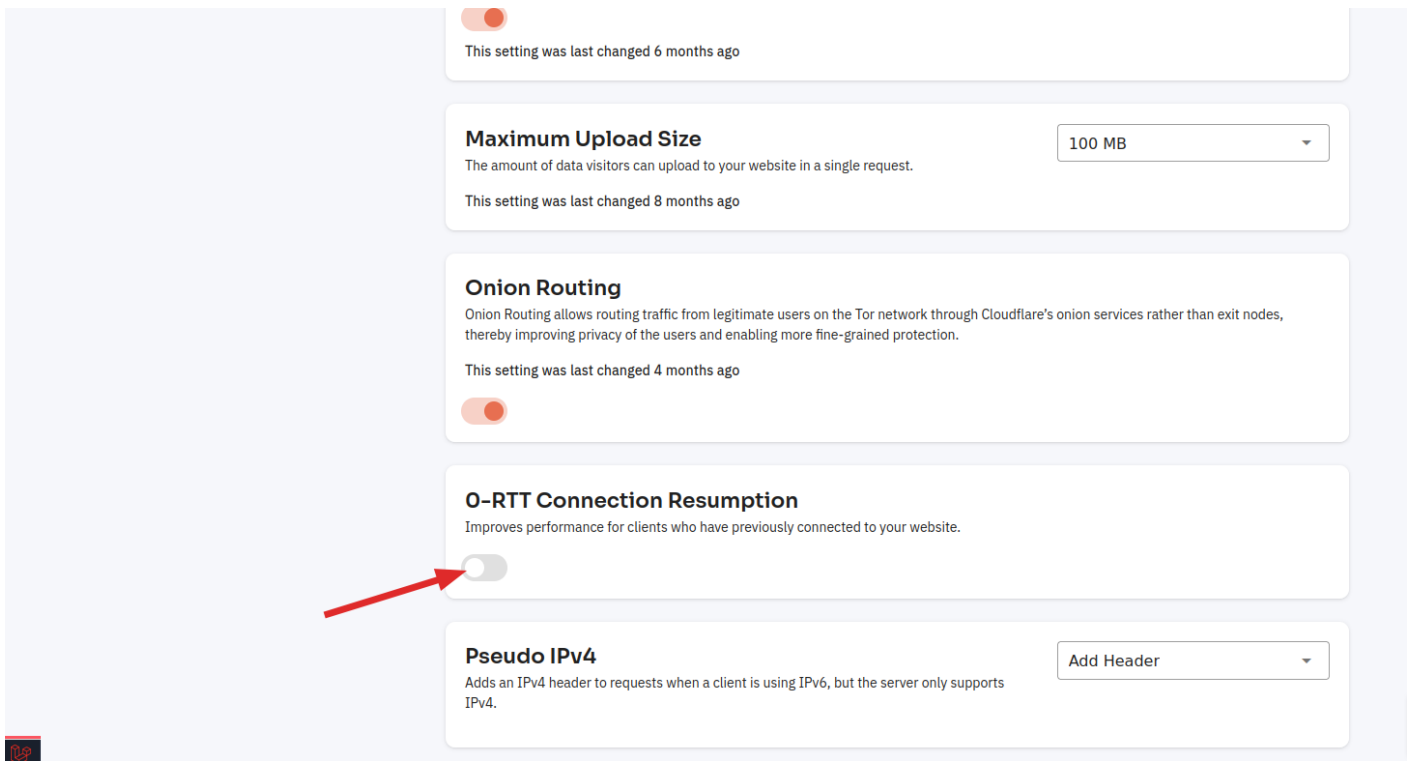 This setting was last changed 6 months ago
Maximum Upload Size
100 MB
The amount of data visitors can upload to your website in a single request.
This setting was last changed 8 months ago
Onion Routing
Onion Routing allows routing traffic from legitimate users on the Tor network through Cloudflare's onion services rather than exit nodes,
thereby improving privacy of the users and enabling more fine-grained protection.
This setting was last changed 4 months ago
0-RTT Connection Resumption
Improves performance for clients who have previously connected to your website.
Pseudo IPv4
Add Header
Adds an IPv4 header to requests when a client is using IPv6, but the server only supports
IPv4.